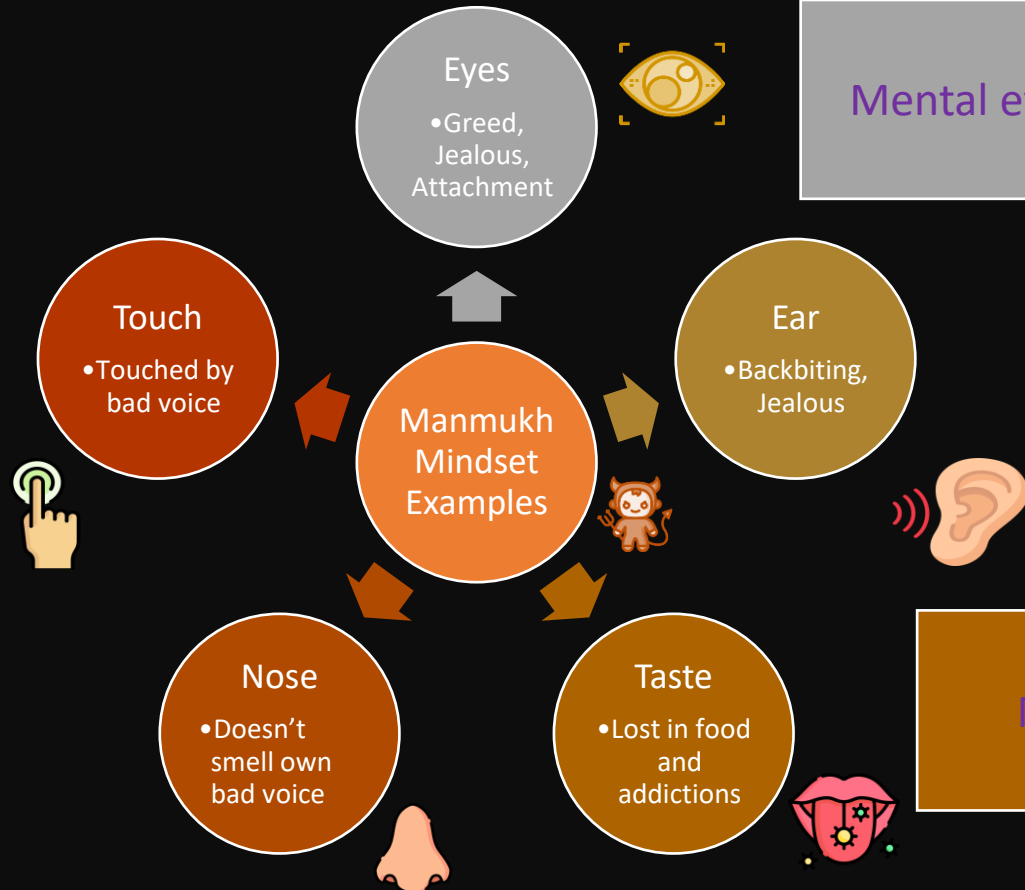 Eyes
•Greed,
Jealous,
Attachment
Mental
Touch
•Touched by
bad voice
Ear
•Backbiting,
Jealous
Manmukh
Mindset
Examples
Nose
•Doesn’t
smell own
bad voice
Taste
•Lost in food
and
addictions